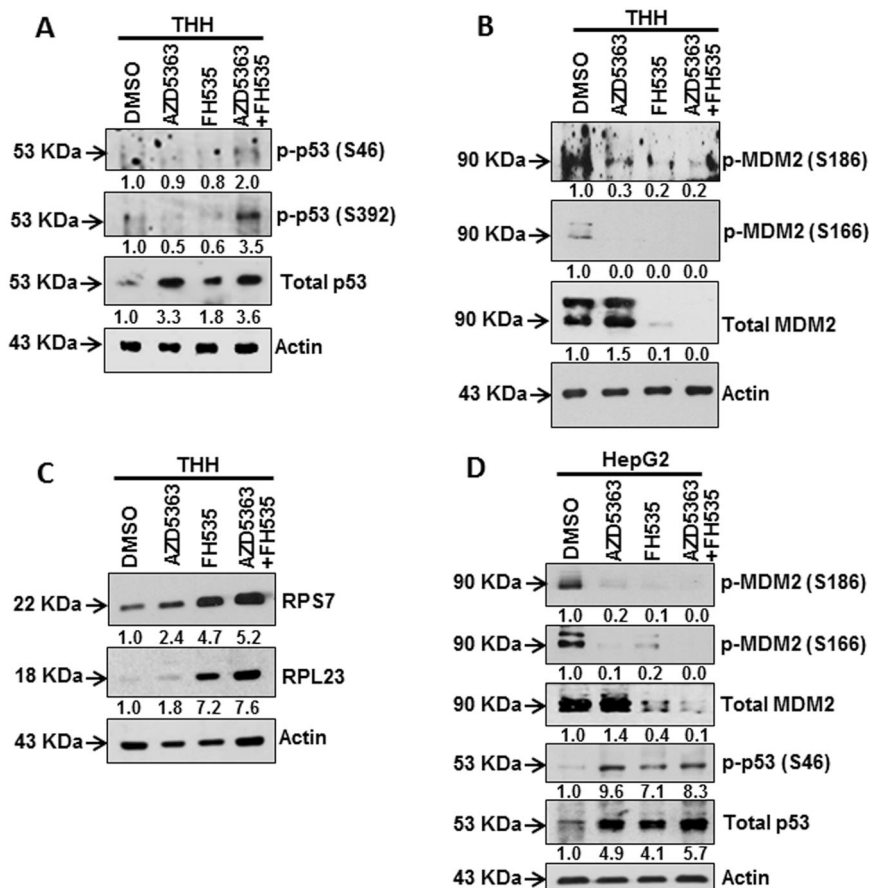 A
THH
DMSO
AZD5363
FH535
AZD5363
+FH535
53 KDa
p-p53 (S46)
1.0 0.9 0.8 2.0
53 KDa
p-p53 (S392)
1.0 0.5 0.6 3.5
53 KDa
Total p53
1.0 3.3 1.8 3.6
43 KDa
Actin
B
THH
DMSO
AZD5363
FH535
AZD5363
+FH535
90 KDa
p-MDM2 (S186)
1.0 0.3 0.2 0.2
90 KDa
p-MDM2 (S166)
1.0 0.0 0.0 0.0
90 KDa
Total MDM2
1.0 1.5 0.1 0.0
43 KDa
Actin
C
THH
DMSO
AZD5363
FH535
AZD5363
+FH535
22 KDa
RPS7
1.0 2.4 4.7 5.2
18 KDa
RPL23
1.0 1.8 7.2 7.6
43 KDa
Actin
D
HepG2
DMSO
AZD5363
FH535
AZD5363
+FH535
90 KDa
p-MDM2 (S186)
1.0 0.2 0.1 0.0
90 KDa
p-MDM2 (S166)
1.0 0.1 0.2 0.0
90 KDa
Total MDM2
1.0 1.4 0.4 0.1
53 KDa
p-p53 (S46)
1.0 9.6 7.1 8.3
53 KDa
Total p53
1.0 4.9 4.1 5.7
43 KDa
Actin